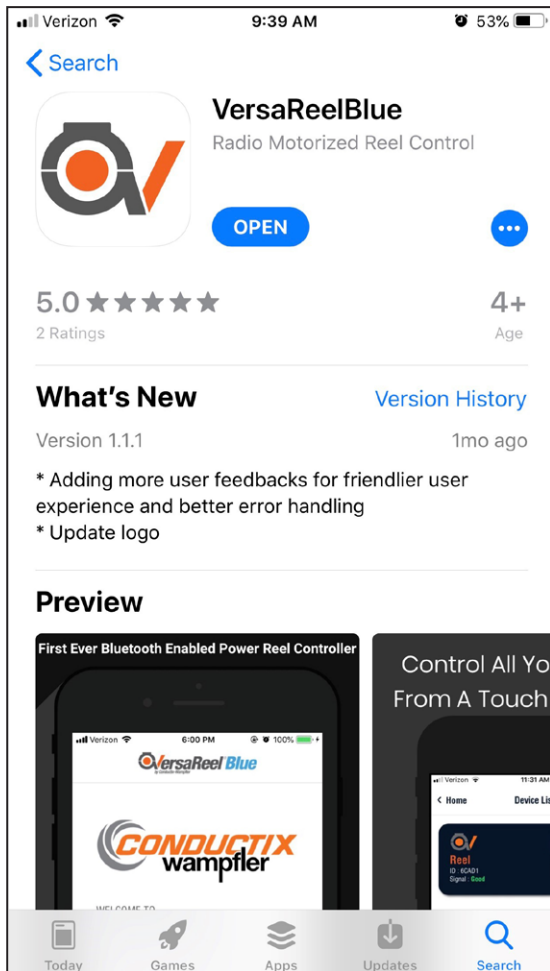 Verizon 9:39 AM 53%
Search
VersaReelBlue
Radio Motorized Reel Control
OPEN
5.0 4+
2 Ratings Age
What's New Version History
Version 1.1.1 1mo ago
* Adding more user feedbacks for friendlier user
experience and better error handling
* Update logo
Preview
First Ever Bluetooth Enabled Power Reel Controller
Verizon 6:00 PM 100%
VersaReel Blue
CONDUCTIX
wampfler
WELCOME TO
Control All Yo
From A Touch
Verizon 11:31 AM
Home Device Lis
Reel
ID : 6CAD1
Signal : Good
Today Games Apps Updates Search